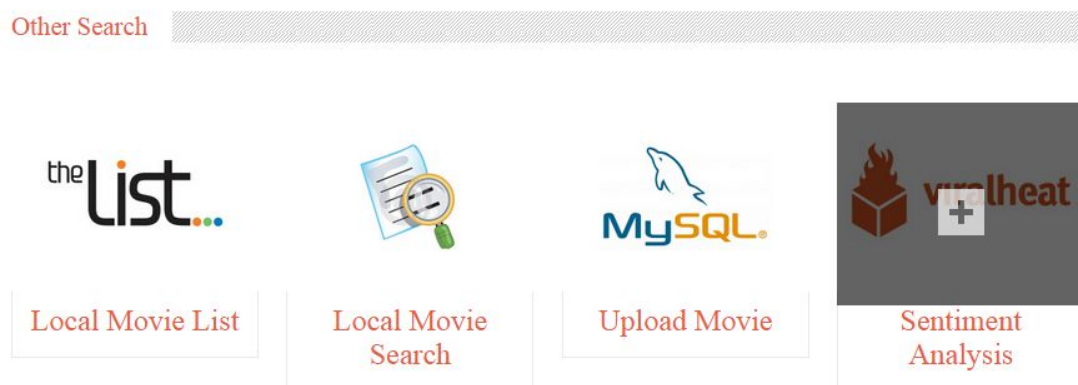 Other Search
the List...
MySQL®
viralheat
Local Movie List
Local Movie
Search
Upload Movie
Sentiment
Analysis